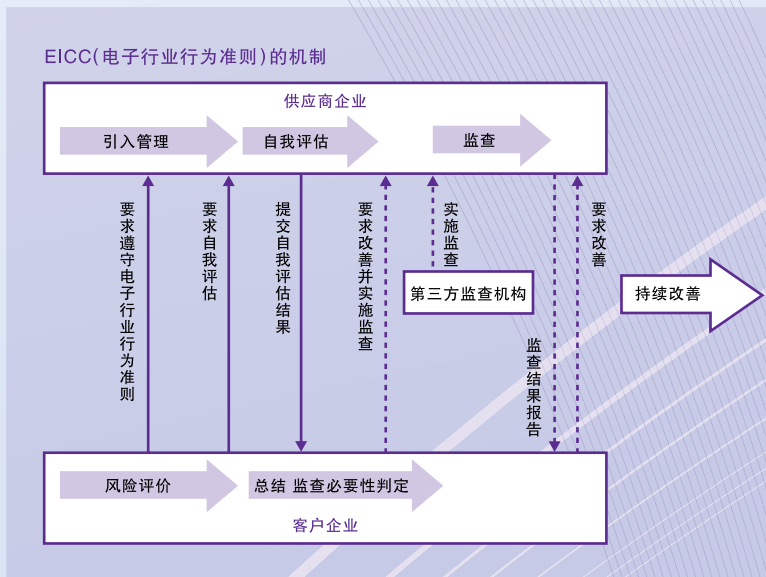 EICC(电子行业行为准则)的机制
供应商企业
引入管理
自我评估
监查
要求遵守电子行业行为准则
要求自我评估
提交自我评估结果
要求改善并实施监查
实施监查
第三方监查机构
监查结果报告
要求改善
持续改善
风险评价
总结 监查必要性判定
客户企业